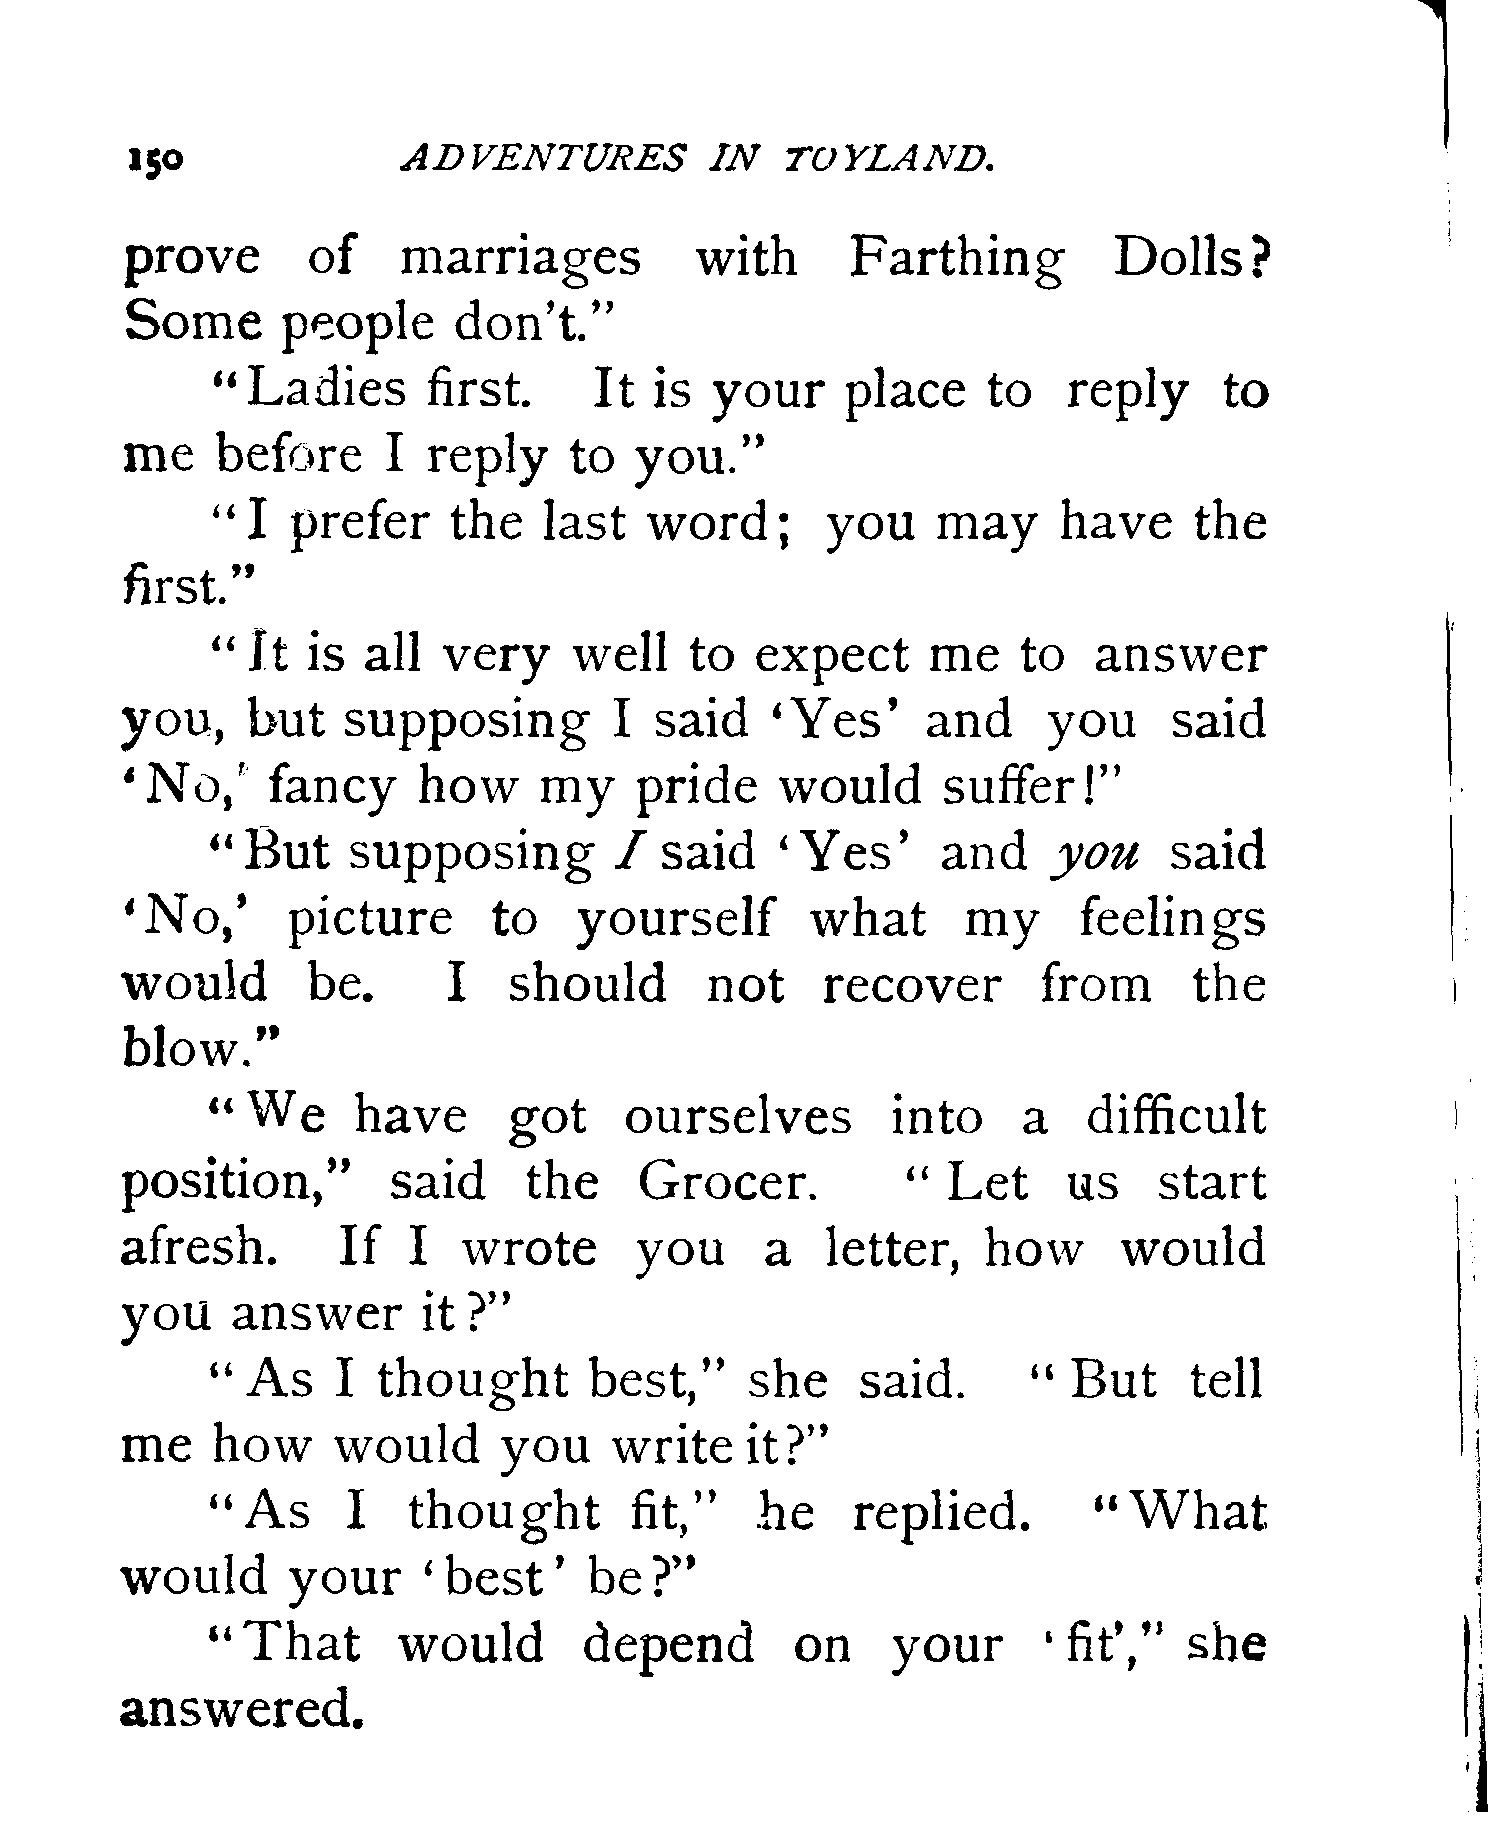 150 ADVENTURES IN TOYLAND.
prove of marriages with Farthing Dolls?
Some people don't."
"Ladies first. It is your place to reply to
me before I reply to you."
"I prefer the last word; you may have the
first."
"It is all very well to expect me to answer
you, but supposing I said 'Yes' and you said
'No,' fancy how my pride would suffer!"
"But supposing I said 'Yes' and you said
'No,' picture to yourself what my feelings
would be. I should not recover from the
blow."
"We have got ourselves into a difficult
position," said the Grocer. "Let us start
afresh. If I wrote you a letter, how would
you answer it?"
"As I thought best," she said. "But tell
me how would you write it?"
"As I thought fit," he replied. "What
would your 'best' be?"
"That would depend on your 'fit'," she
answered.